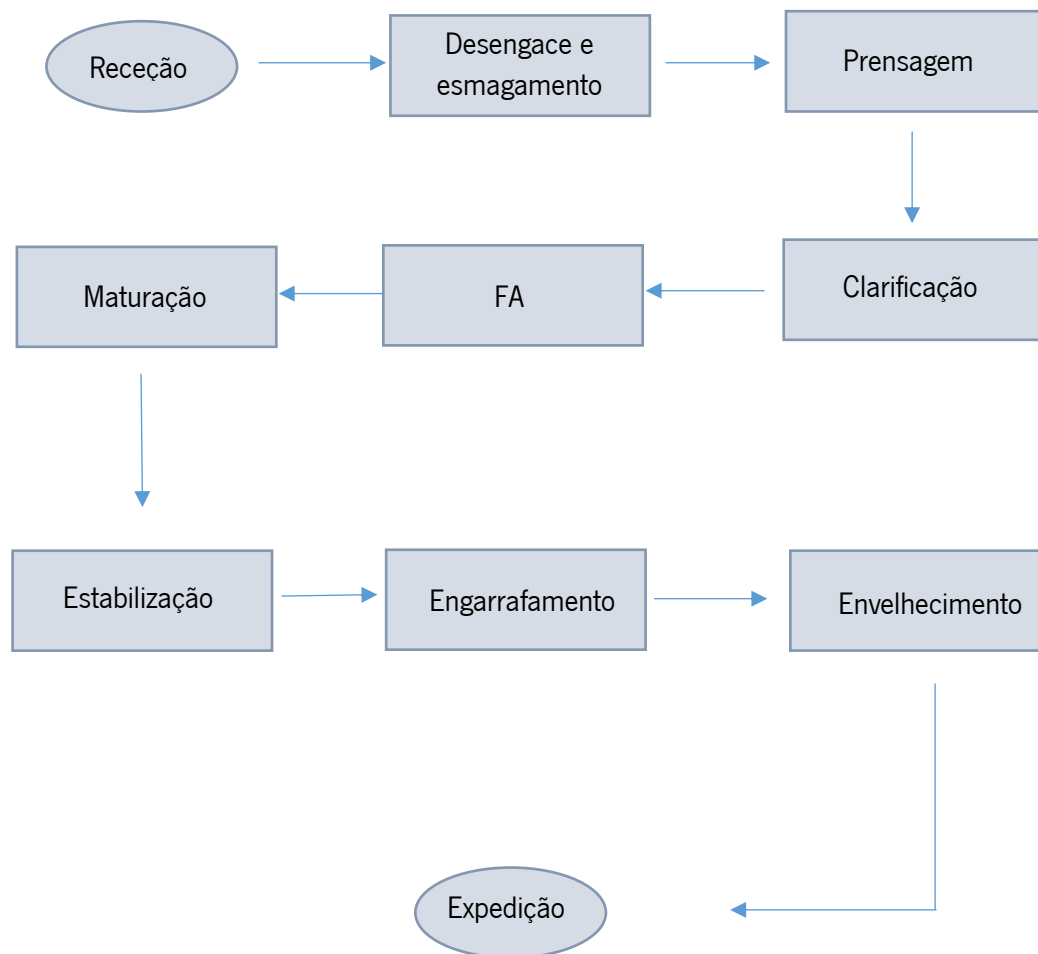 Receção
Desengace e
esmagamento
Prensagem
Clarificação
FA
Maturação
Estabilização
Engarrafamento
Envelhecimento
Expedição